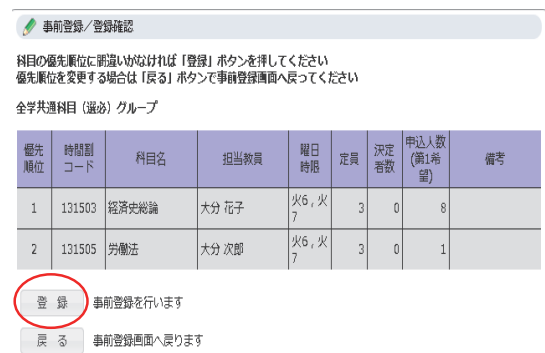 事前登録／登録確認
科目の優先順位に間違いがなければ「登録」ボタンを押してください
優先順位を変更する場合は「戻る」ボタンで事前登録画面へ戻ってください
全学共通科目（選必）グループ
優先順位 時間割コード 科目名 担当教員 曜日時限 定員 決定者数 申込人数(第1希望) 備考
1 131503 経済史総論 大分 花子 火6 , 火7 3 0 8
2 131505 労働法 大分 次郎 火6 , 火7 3 0 1
登　録 事前登録を行います
戻　る 事前登録画面へ戻ります